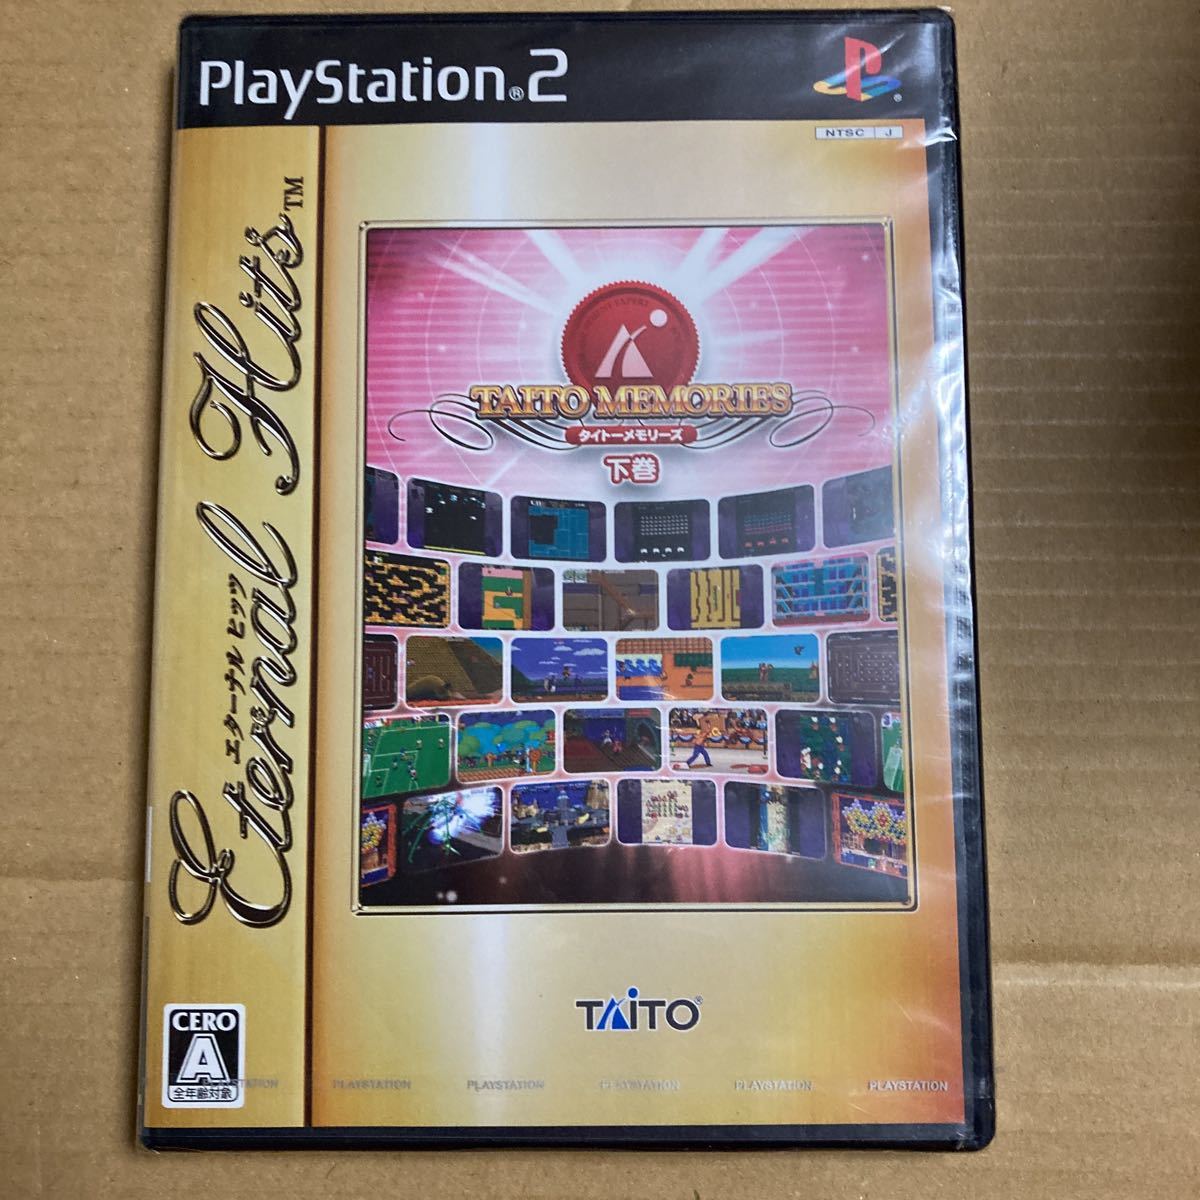 PlayStation®2
NTSC J
Eternal Hits™
エターナル ヒッツ
TAITO MEMORIES
タイトーメモリーズ
下巻
TAITO®
CERO
A
全年齢対象
PLAYSTATION PLAYSTATION PLAYSTATION PLAYSTATION PLAYSTATION PLAYSTATION